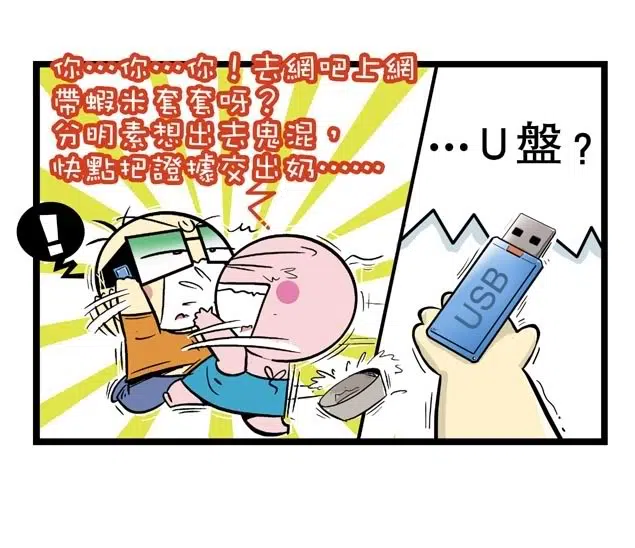 你⋯你⋯你！去網吧上網
帶蝦米套套呀？
分明素想出去鬼混，
快點把證據交出奶⋯⋯
!
⋯U盤？
USB